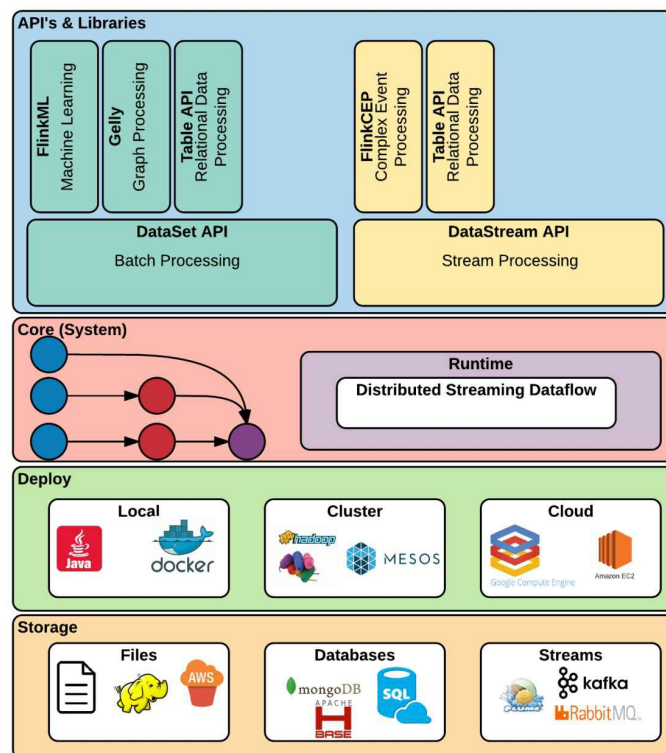 API's & Libraries
FlinkML
Machine Learning
Gelly
Graph Processing
Table API
Relational Data
Processing
FlinkCEP
Complex Event
Processing
Table API
Relational Data
Processing
DataSet API
Batch Processing
DataStream API
Stream Processing
Core (System)
Runtime
Distributed Streaming Dataflow
Deploy
Local
Java
docker
Cluster
hadoop
MESOS
Cloud
Google Compute Engine
Amazon EC2
Storage
Files
AWS
Databases
mongoDB
APACHE
HBASE
SQL
Streams
kafka
RabbitMQ